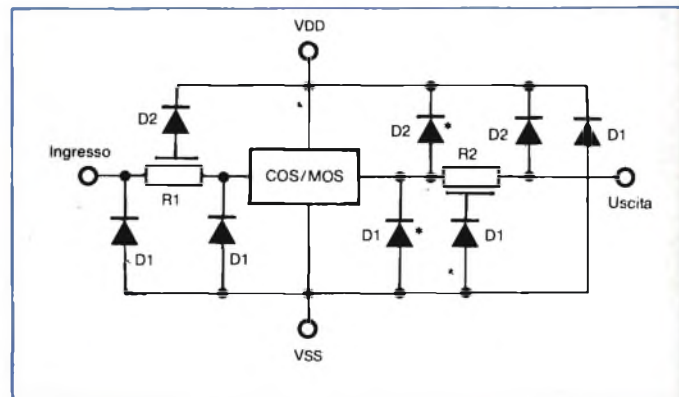 VDD
D2
D2 *
D2
D1
Ingresso
R1
COS/MOS
R2
Uscita
D1
D1
D1 *
D1
VSS